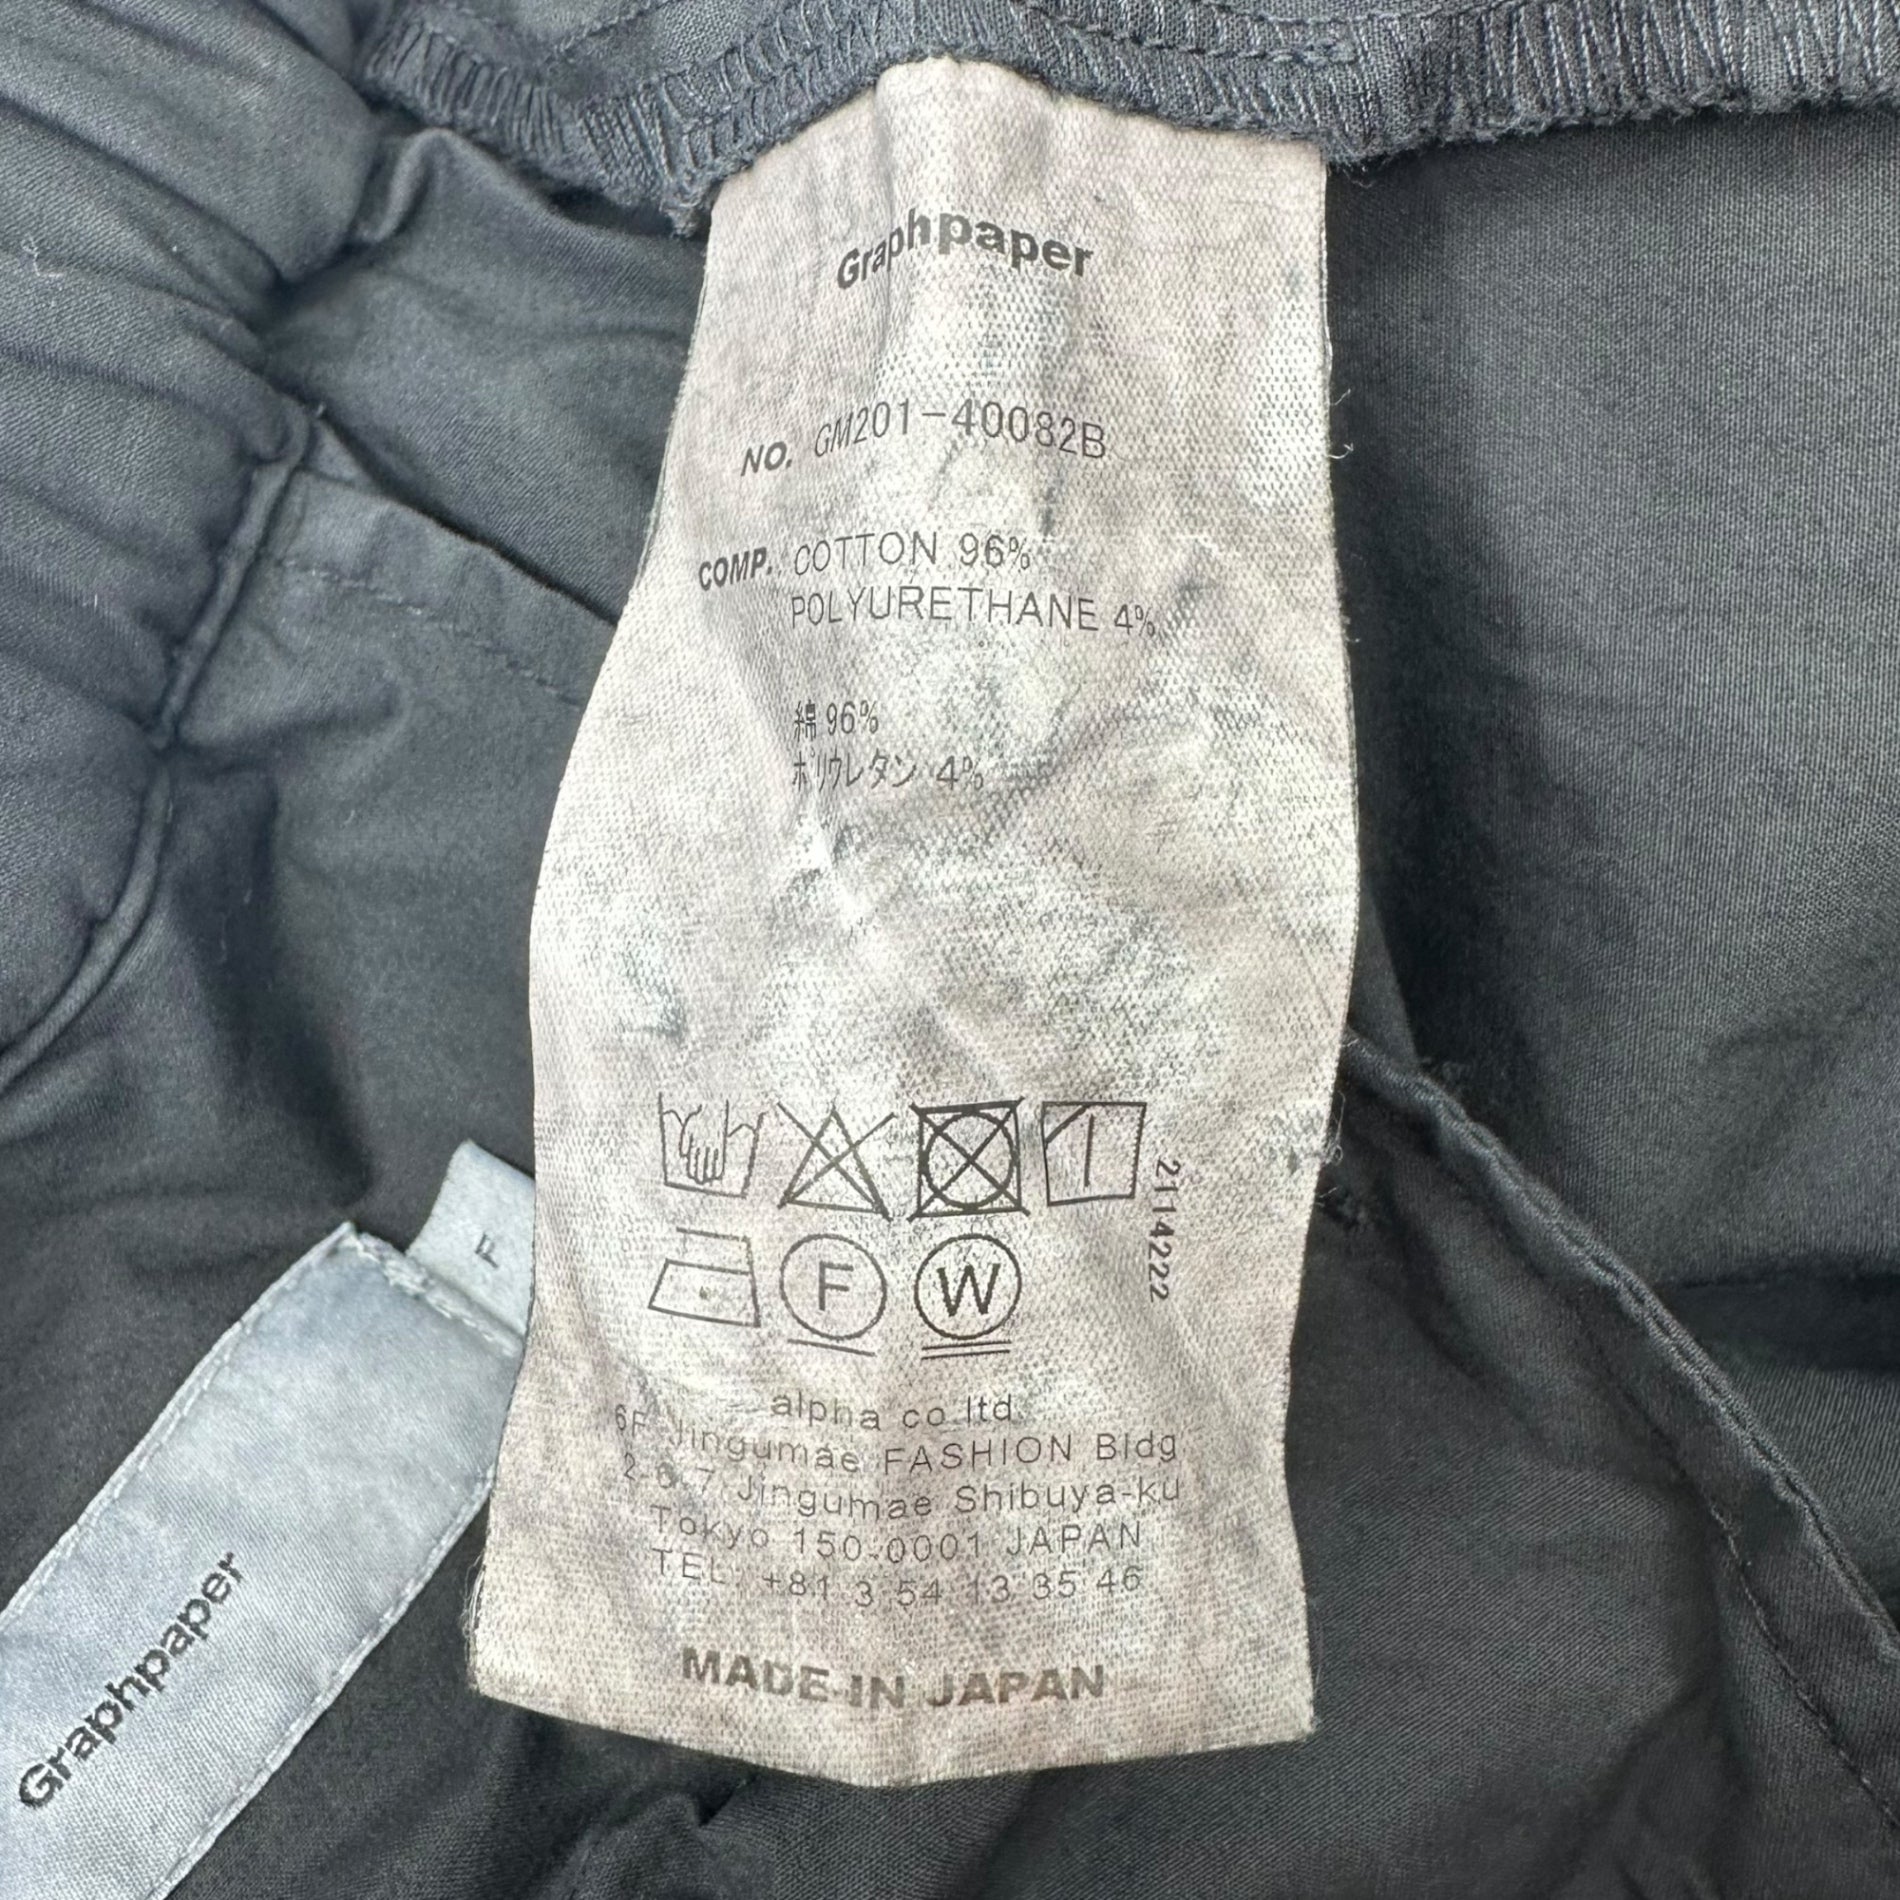 Graphpaper
NO. GM201-40082B
COMP. COTTON 96%
POLYURETHANE 4%
綿 96%
ポリウレタン 4%
2114222
F
W
alpha co ltd
6F Jingumae FASHION Bldg
2-6-7 Jingumae Shibuya-ku
Tokyo 150-0001 JAPAN
TEL: +81 3 54 13 35 46
MADE IN JAPAN
F
Graphpaper